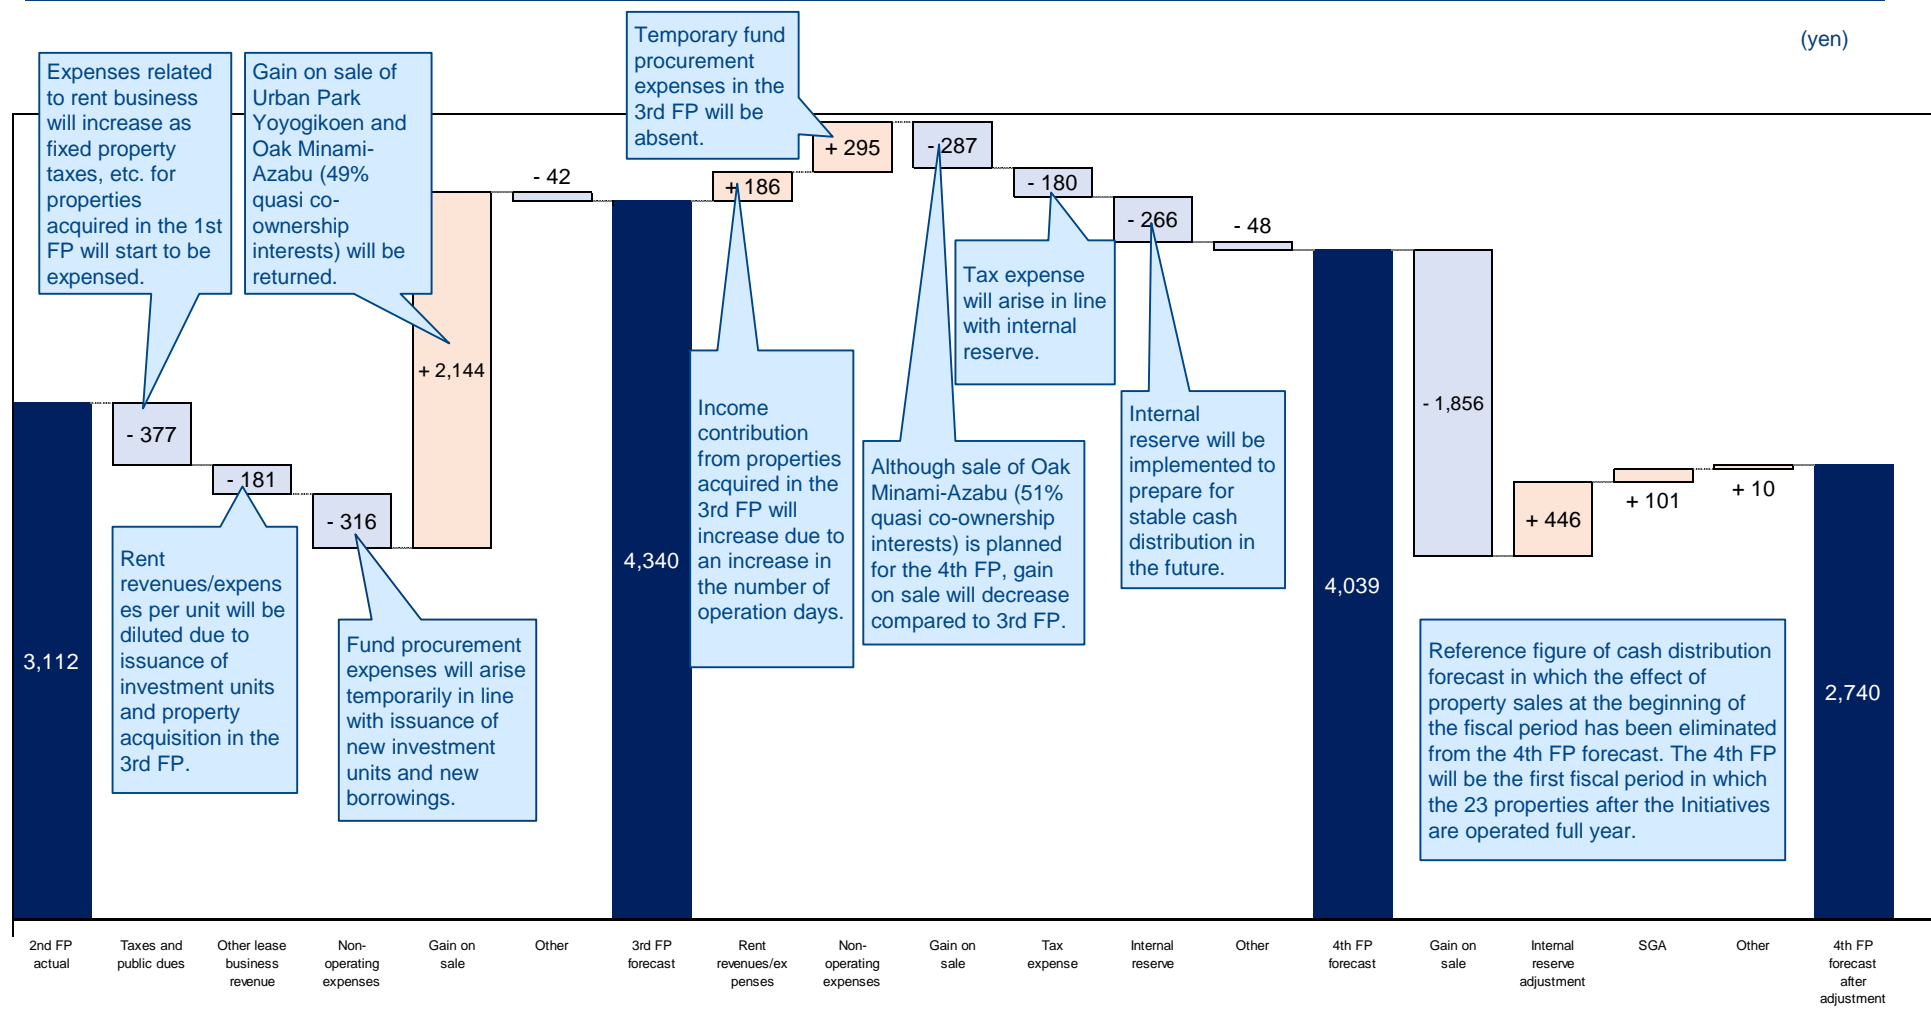 (yen)
Expenses related
to rent business
will increase as
fixed property
taxes, etc. for
properties
acquired in the 1st
FP will start to be
expensed.
Gain on sale of
Urban Park
Yoyogikoen and
Oak Minami-
Azabu (49%
quasi co-
ownership
interests) will be
returned.
Temporary fund
procurement
expenses in the
3rd FP will be
absent.
3,112
- 377
- 181
- 316
+ 2,144
- 42
4,340
+ 186
+ 295
- 287
- 180
- 266
- 48
4,039
- 1,856
+ 446
+ 101
+ 10
2,740
Rent
revenues/expens
es per unit will be
diluted due to
issuance of
investment units
and property
acquisition in the
3rd FP.
Fund procurement
expenses will arise
temporarily in line
with issuance of
new investment
units and new
borrowings.
Income
contribution
from properties
acquired in the
3rd FP will
increase due to
an increase in
the number of
operation days.
Although sale of Oak
Minami-Azabu (51%
quasi co-ownership
interests) is planned
for the 4th FP, gain
on sale will decrease
compared to 3rd FP.
Tax expense
will arise in line
with internal
reserve.
Internal
reserve will be
implemented to
prepare for
stable cash
distribution in
the future.
Reference figure of cash distribution
forecast in which the effect of
property sales at the beginning of
the fiscal period has been eliminated
from the 4th FP forecast. The 4th FP
will be the first fiscal period in which
the 23 properties after the Initiatives
are operated full year.
2nd FP
actual
Taxes and
public dues
Other lease
business
revenue
Non-
operating
expenses
Gain on
sale
Other
3rd FP
forecast
Rent
revenues/ex
penses
Non-
operating
expenses
Gain on
sale
Tax
expense
Internal
reserve
Other
4th FP
forecast
Gain on
sale
Internal
reserve
adjustment
SGA
Other
4th FP
forecast
after
adjustment